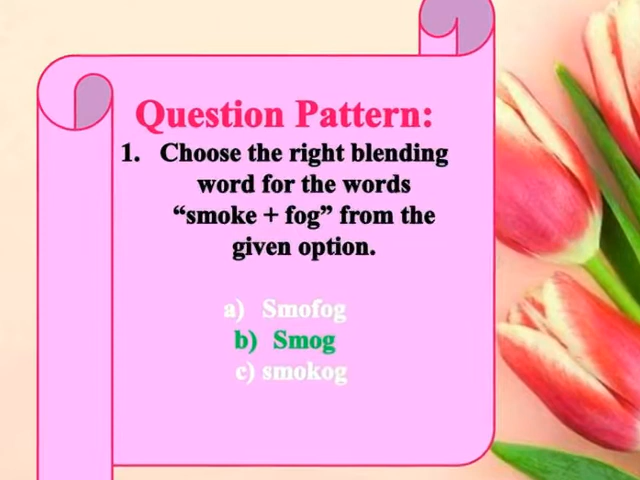 Question Pattern:
1. Choose the right blending
word for the words
“smoke + fog” from the
given option.
a) Smofog
b) Smog
c) smokog